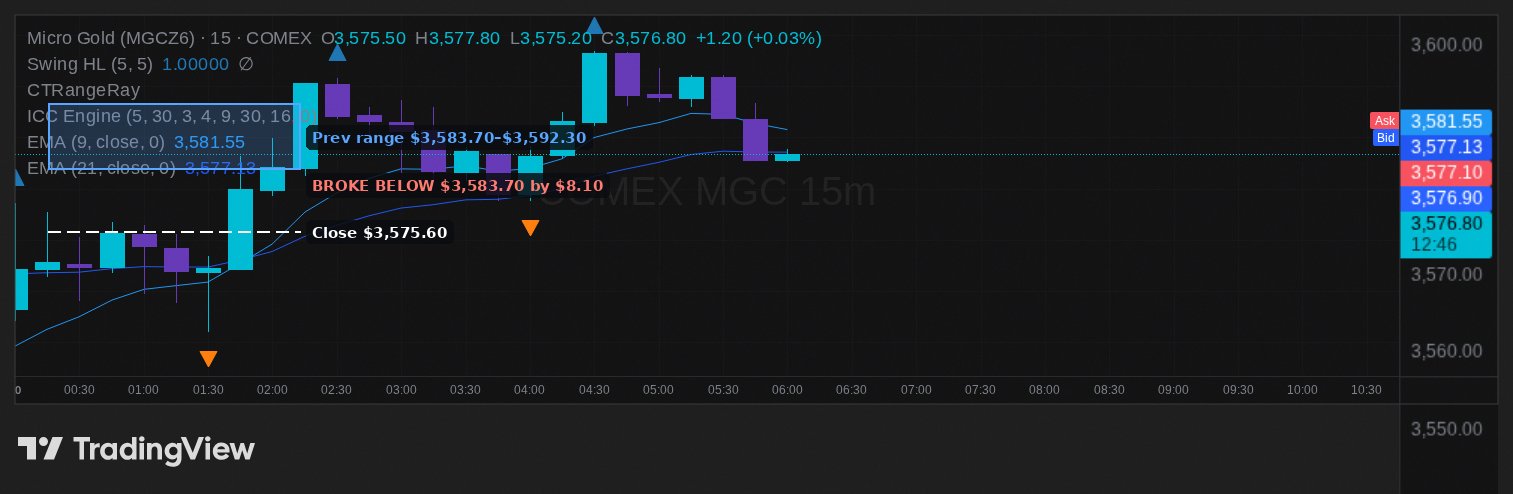 Micro Gold (MGCZ6) · 15 · COMEX O3,575.50 H3,577.80 L3,575.20 C3,576.80 +1.20 (+0.03%)
Swing HL (5, 5) 1.00000 ∅
CTRangeRay
ICC Engine (5, 30, 3, 4, 9, 30, 16,
EMA (9, close, 0) 3,581.55
EMA (21, close, 0) 3,577.13
Prev range $3,583.70–$3,592.30
BROKE BELOW $3,583.70 by $8.10
Close $3,575.60
COMEX MGC 15m
3,600.00
Ask
3,581.55
Bid
3,577.13
3,577.10
3,576.90
3,576.80
12:46
3,570.00
3,560.00
3,550.00
0 00:30 01:00 01:30 02:00 02:30 03:00 03:30 04:00 04:30 05:00 05:30 06:00 06:30 07:00 07:30 08:00 08:30 09:00 09:30 10:00 10:30
TradingView